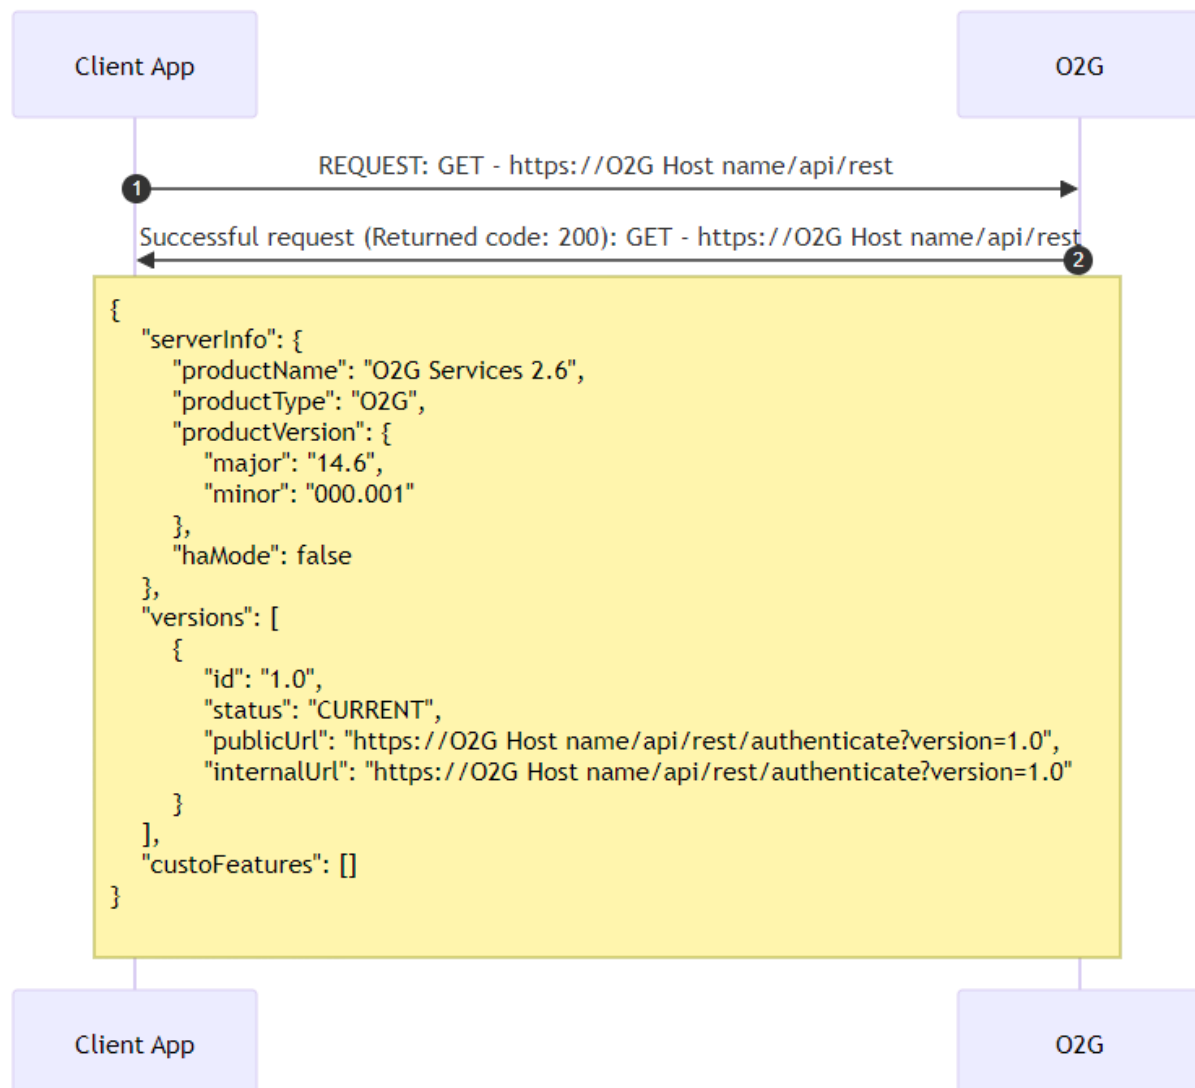 Client App
O2G
REQUEST: GET - https://O2G Host name/api/rest
1
Successful request (Returned code: 200): GET - https://O2G Host name/api/rest
2
{
"serverInfo": {
"productName": "O2G Services 2.6",
"productType": "O2G",
"productVersion": {
"major": "14.6",
"minor": "000.001"
},
"haMode": false
},
"versions": [
{
"id": "1.0",
"status": "CURRENT",
"publicUrl": "https://O2G Host name/api/rest/authenticate?version=1.0",
"internalUrl": "https://O2G Host name/api/rest/authenticate?version=1.0"
}
],
"custoFeatures": []
}
Client App
O2G